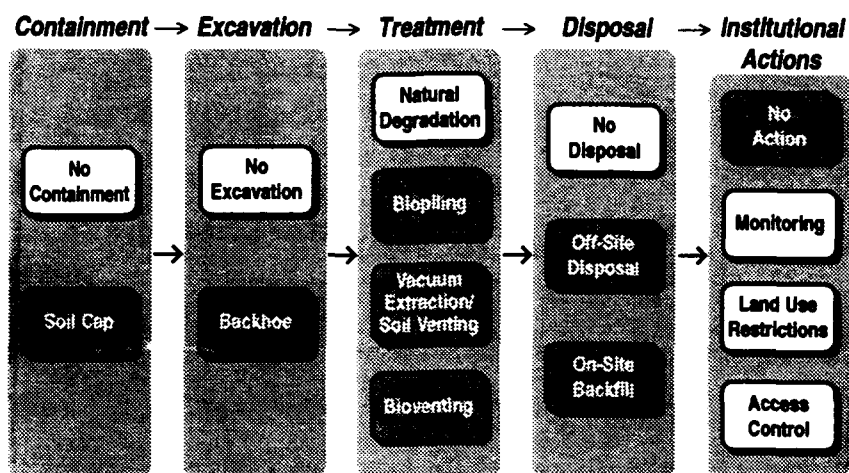 Containment → Excavation → Treatment → Disposal → Institutional
Actions
No
Containment
Soil Cap
No
Excavation
Backhoe
Natural
Degradation
Biopiling
Vacuum
Extraction/
Soil Venting
Bioventing
No
Disposal
Off-Site
Disposal
On-Site
Backfill
No
Action
Monitoring
Land Use
Restrictions
Access
Control